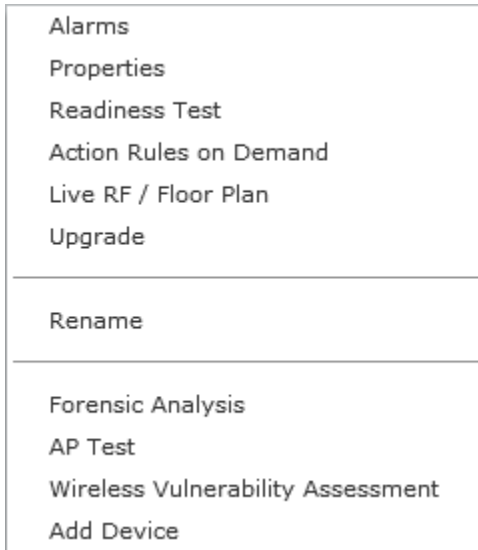 Alarms
Properties
Readiness Test
Action Rules on Demand
Live RF / Floor Plan
Upgrade
Rename
Forensic Analysis
AP Test
Wireless Vulnerability Assessment
Add Device